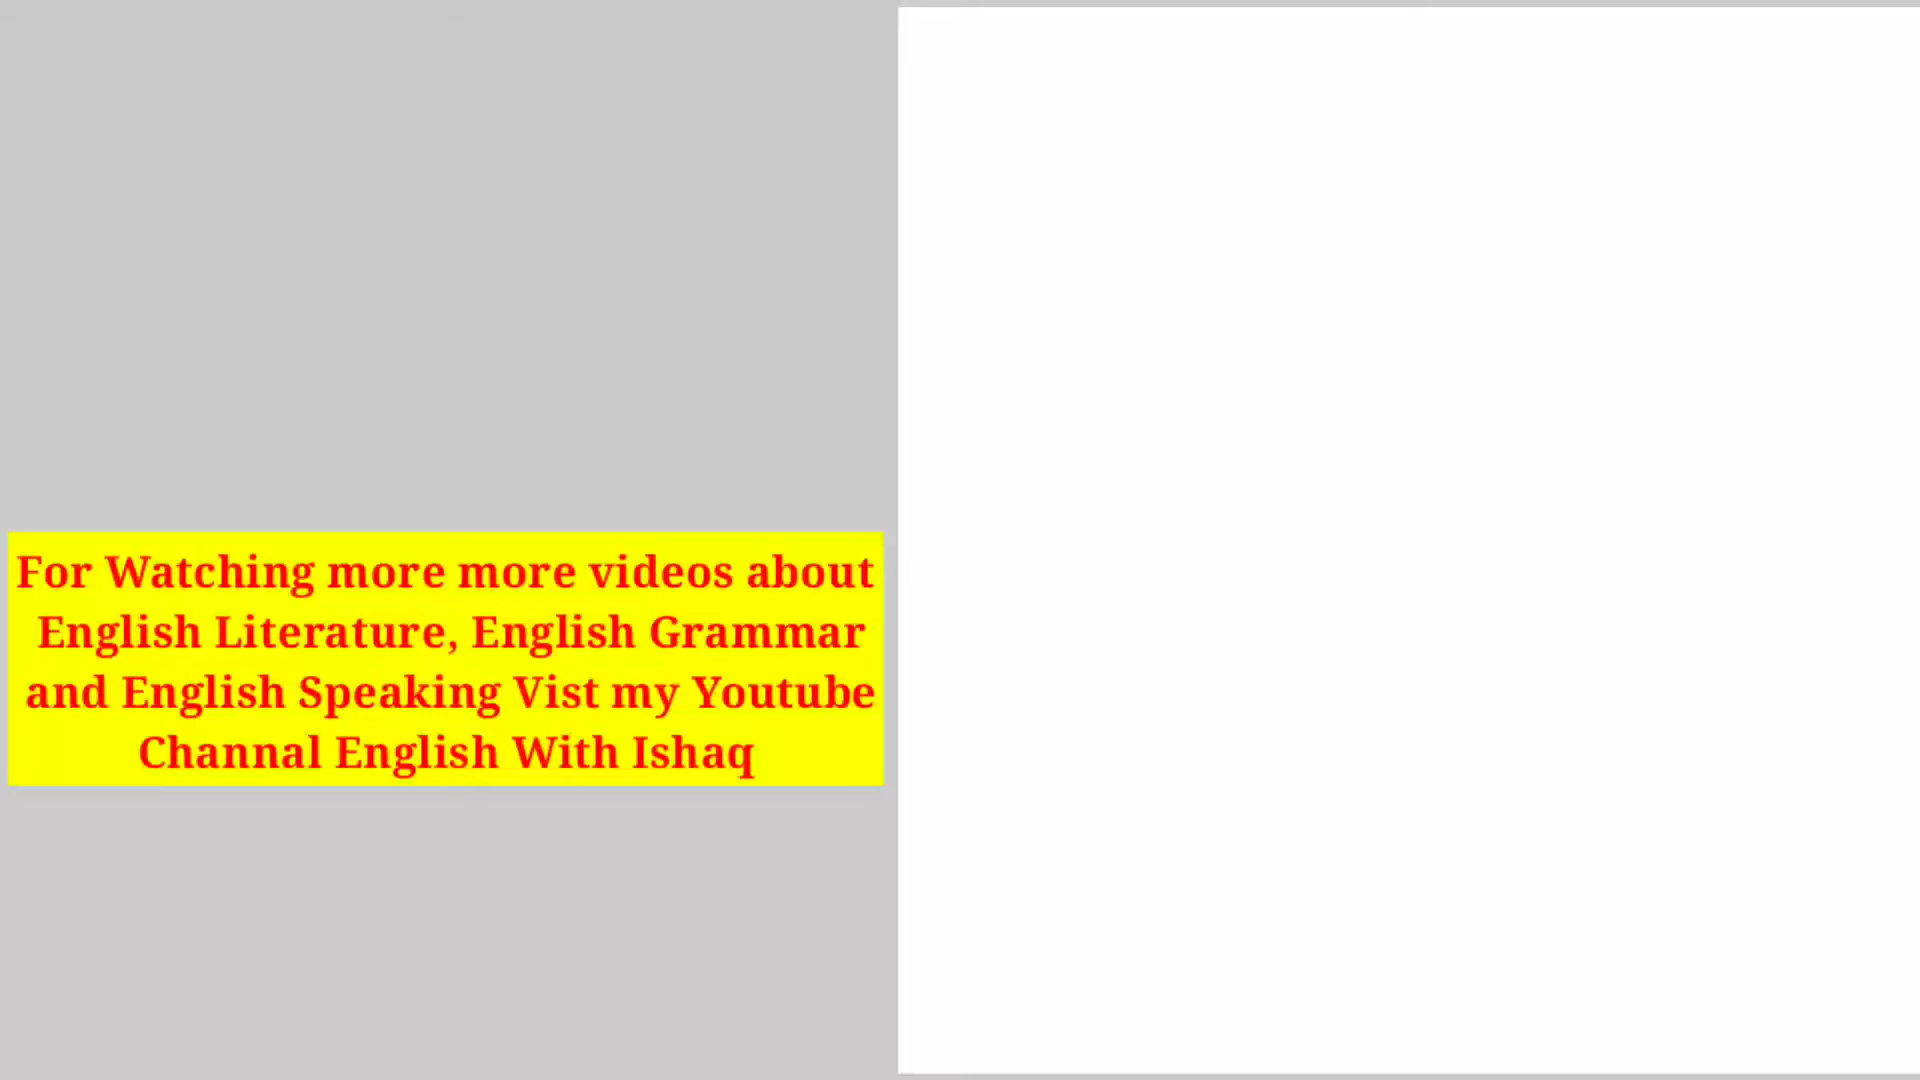 For Watching more more videos about
English Literature, English Grammar
and English Speaking Vist my Youtube
Channal English With Ishaq